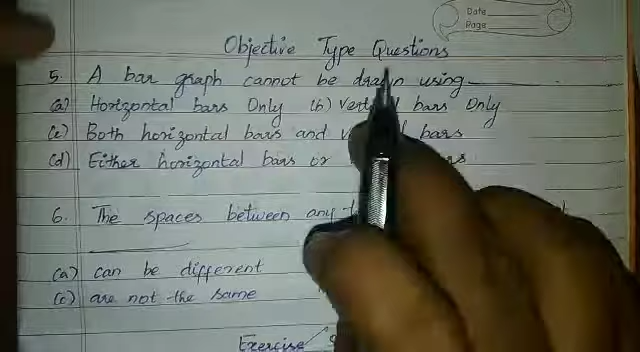 Date
Page
Objective Type Questions
5. A bar graph cannot be drawn using
(a) Horizontal bars Only (b) bars Only
(c) Both horizontal bars and bars
(d) Either horizontal bars or
6. The spaces between any
(a) can be different
(c) are not the same
Exercise